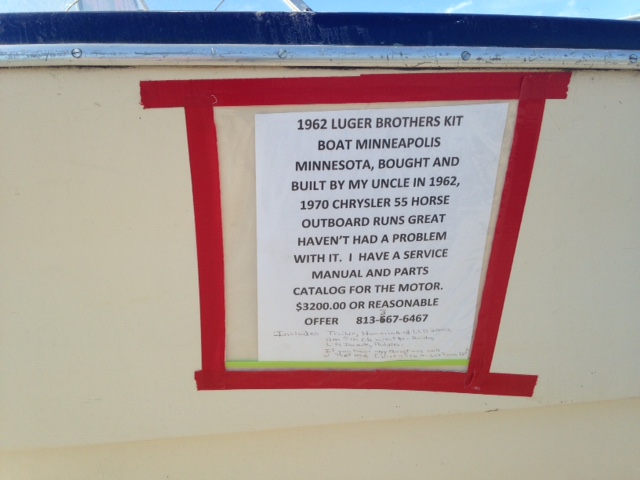 1962 LUGER BROTHERS KIT
BOAT MINNEAPOLIS
MINNESOTA, BOUGHT AND
BUILT BY MY UNCLE IN 1962,
1970 CHRYSLER 55 HORSE
OUTBOARD RUNS GREAT
HAVEN'T HAD A PROBLEM
WITH IT. I HAVE A SERVICE
MANUAL AND PARTS
CATALOG FOR THE MOTOR.
$3200.00 OR REASONABLE
OFFER 813-667-6467
Includes Trailer,